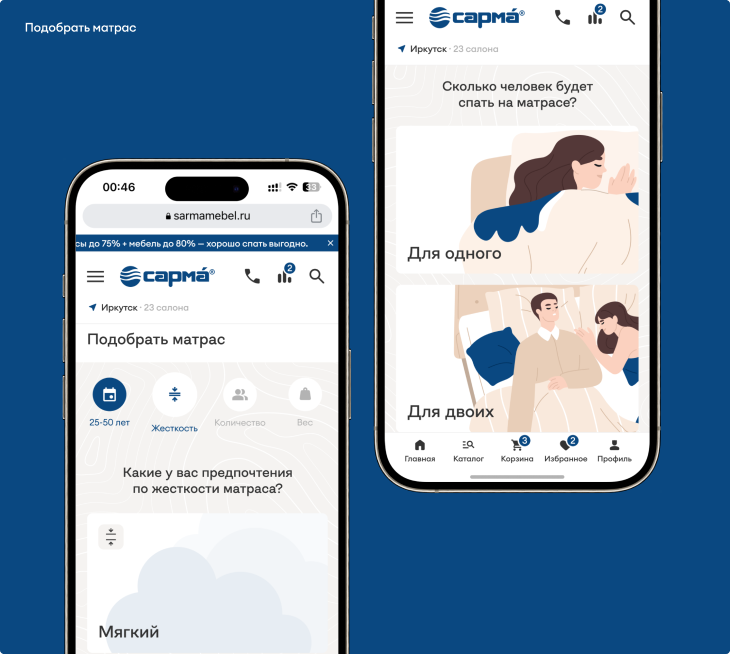 Подобрать матрас
00:46
33
sarmamebel.ru
сы до 75% + мебель до 80% — хорошо спать выгодно. ×
сарма́®
2
Иркутск · 23 салона
Подобрать матрас
25-50 лет
Жесткость
Количество
Вес
Какие у вас предпочтения
по жесткости матраса?
Мягкий
сарма́®
2
Иркутск · 23 салона
Сколько человек будет
спать на матрасе?
Для одного
Для двоих
3
2
Главная
Каталог
Корзина
Избранное
Профиль